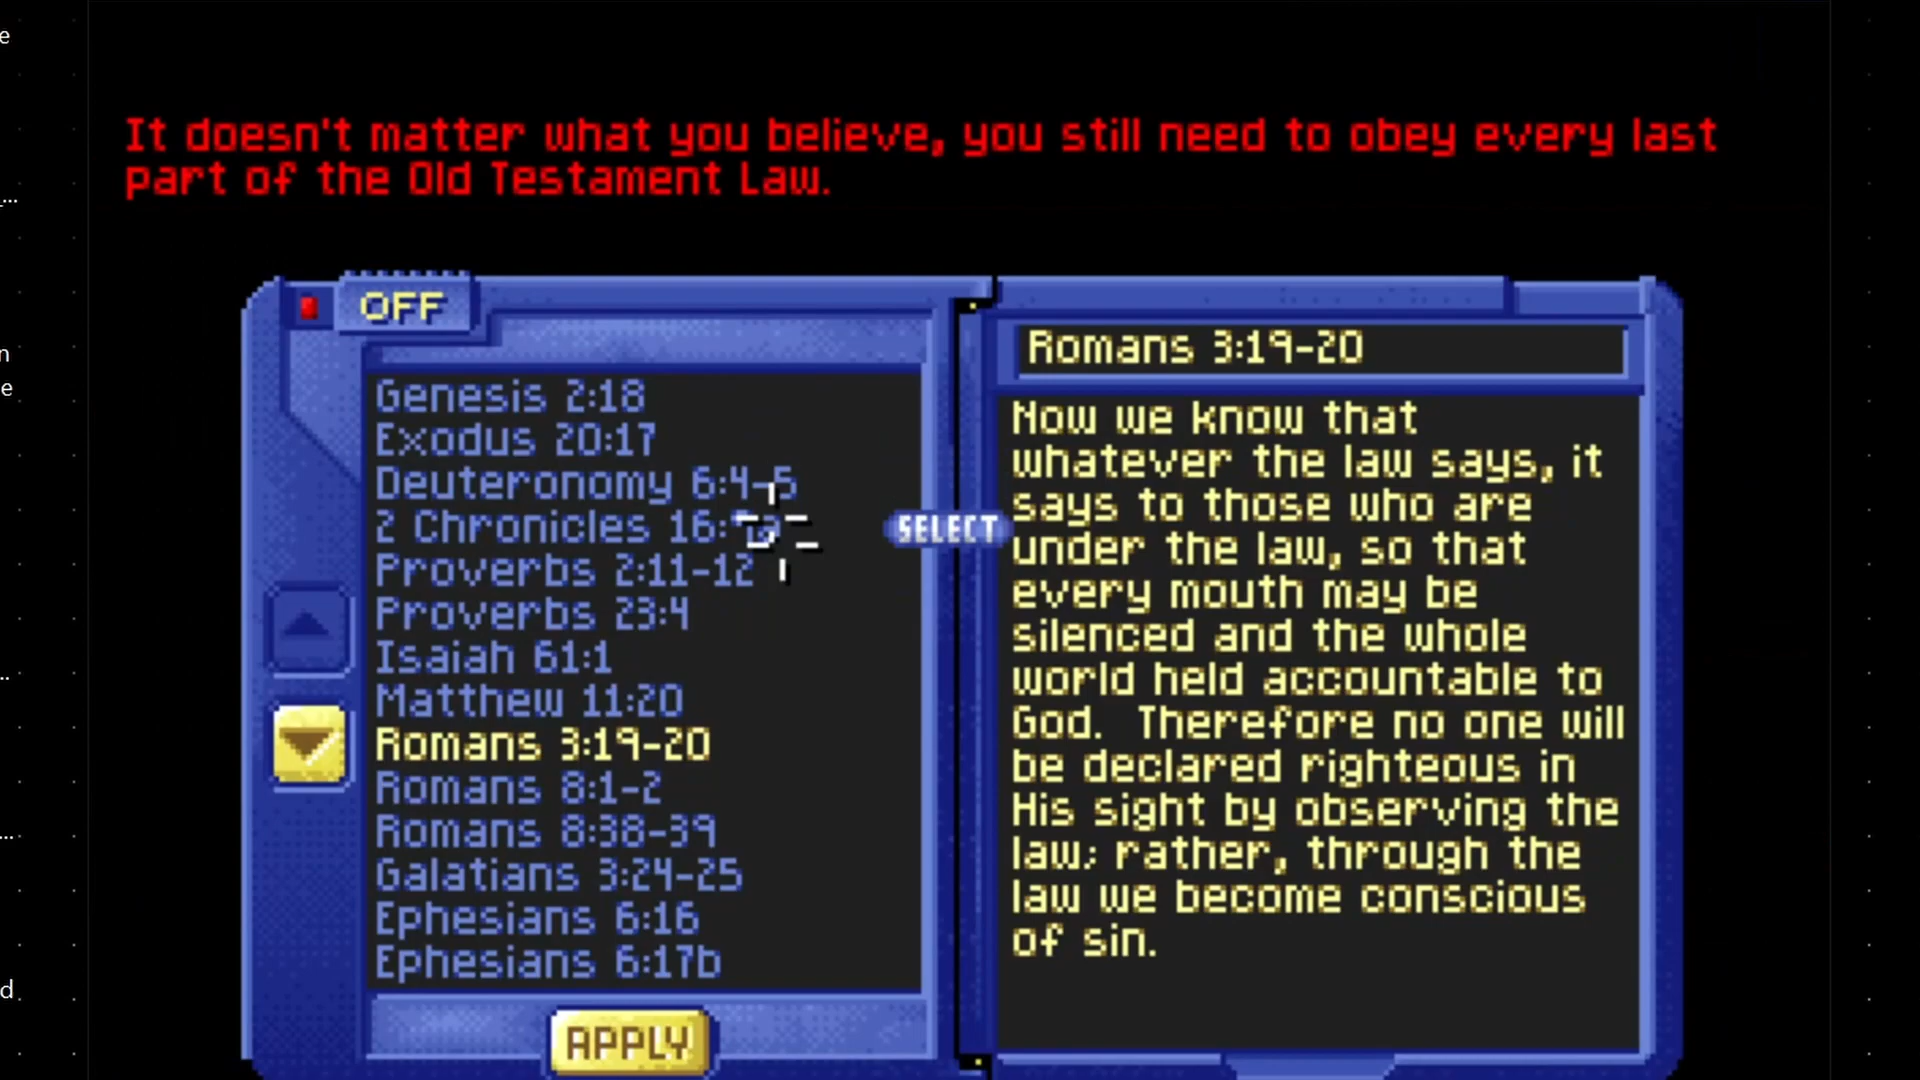 It doesn't matter what you believe, you still need to obey every last
part of the Old Testament Law.
OFF
Genesis 2:18
Exodus 20:17
Deuteronomy 6:4-5
2 Chronicles
Proverbs 2:11-12
Proverbs 23:4
Isaiah 61:1
Matthew 11:20
Romans 3:19-20
Romans 8:1-2
Romans 8:38-39
Galatians 3:24-25
Ephesians 6:16
Ephesians 6:17b
APPLY
SELECT
Romans 3:19-20
Now we know that
whatever the law says, it
says to those who are
under the law, so that
every mouth may be
silenced and the whole
world held accountable to
God. Therefore no one will
be declared righteous in
His sight by observing the
law; rather, through the
law we become conscious
of sin.